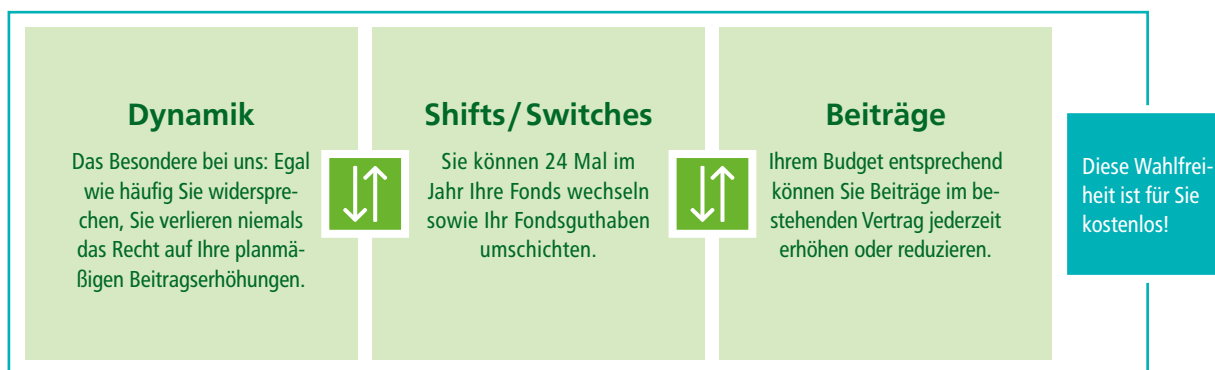 Dynamik
Das Besondere bei uns: Egal
wie häufig Sie widerspre-
chen, Sie verlieren niemals
das Recht auf Ihre planmä-
ßigen Beitragserhöhungen.
Shifts/Switches
Sie können 24 Mal im
Jahr Ihre Fonds wechseln
sowie Ihr Fondsguthaben
umschichten.
Beiträge
Ihrem Budget entsprechend
können Sie Beiträge im be-
stehenden Vertrag jederzeit
erhöhen oder reduzieren.
Diese Wahlfrei-
heit ist für Sie
kostenlos!